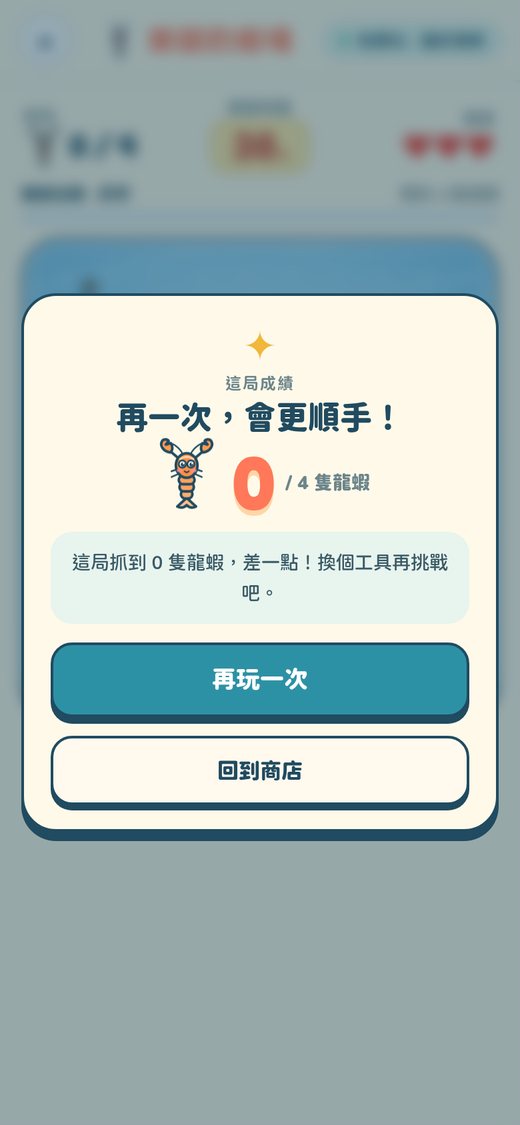 這局成績
再一次，會更順手！
0 / 4 隻龍蝦
這局抓到 0 隻龍蝦，差一點！換個工具再挑戰
吧。
再玩一次
回到商店